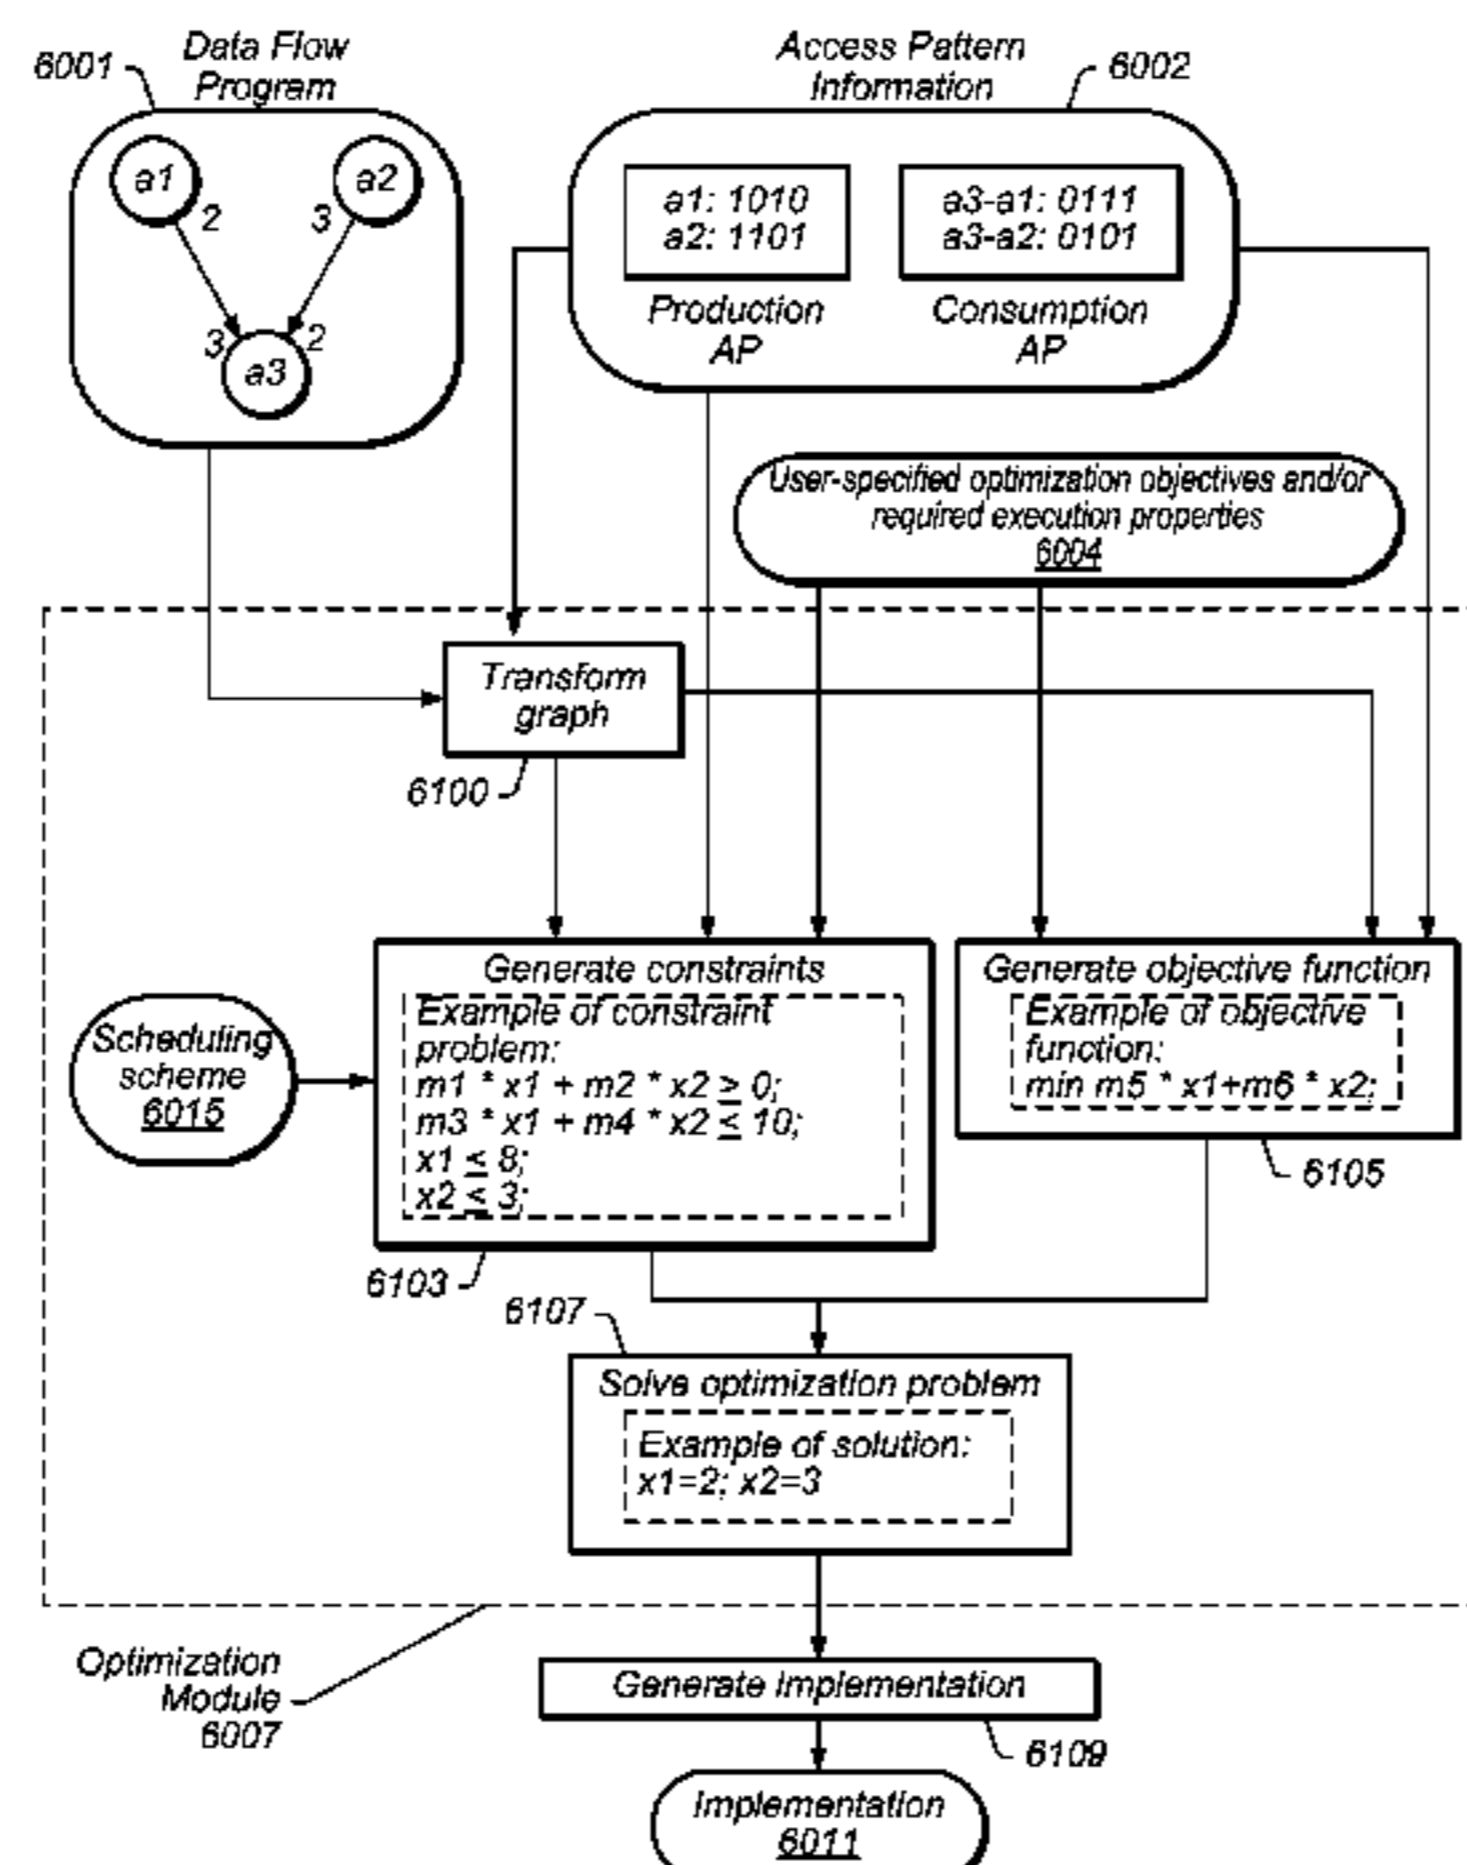 6001
Data Flow
Program
a1
a2
2
3
3
2
a3
Access Pattern
Information
6002
a1: 1010
a2: 1101
Production
AP
a3-a1: 0111
a3-a2: 0101
Consumption
AP
User-specified optimization objectives and/or
required execution properties
6004
Transform
graph
6100
Scheduling
scheme
6015
Generate constraints
Example of constraint
problem:
m1 * x1 + m2 * x2 ≥ 0;
m3 * x1 + m4 * x2 ≤ 10;
x1 ≤ 8;
x2 ≤ 3;
6103
Generate objective function
Example of objective
function:
min m5 * x1+m6 * x2;
6105
6107
Solve optimization problem
Example of solution:
x1=2; x2=3
Optimization
Module
6007
Generate Implementation
6109
Implementation
6011